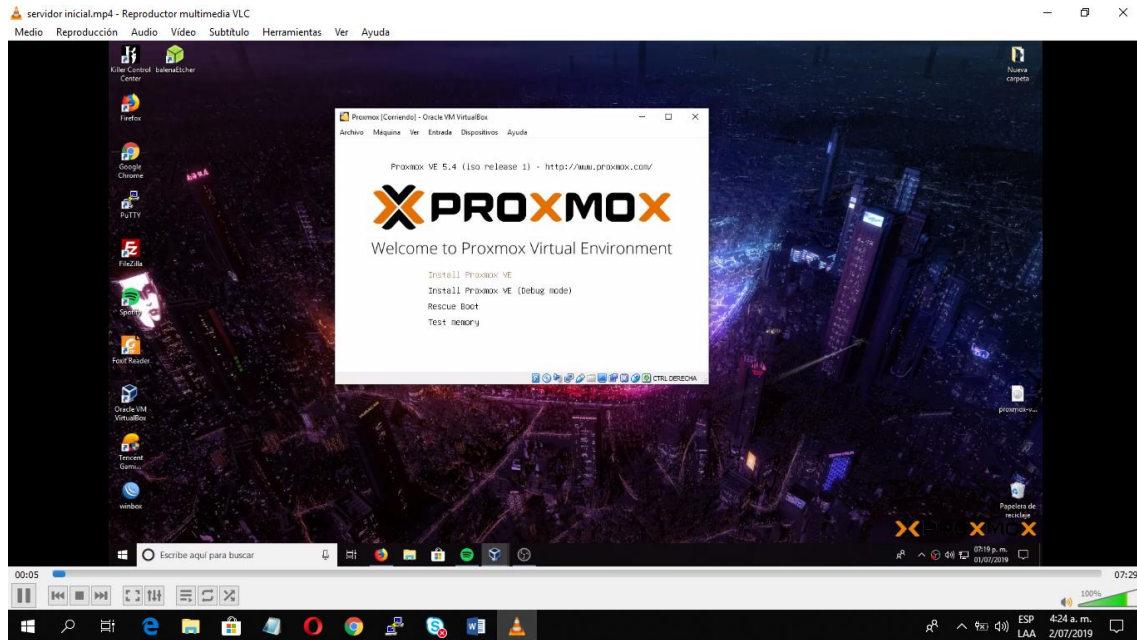 servidor inicial.mp4 - Reproductor multimedia VLC
Medio Reproducción Audio Vídeo Subtítulo Herramientas Ver Ayuda
Killer Control Center
balenaEtcher
Nueva carpeta
Firefox
Google Chrome
PuTTY
FileZilla
Spotify
Foxit Reader
Oracle VM VirtualBox
Tencent Gami...
winbox
Proxmox [Corriendo] - Oracle VM VirtualBox
Archivo Máquina Ver Entrada Dispositivos Ayuda
Proxmox VE 5.4 (iso release 1) - http://www.proxmox.com/
PROXMOX
Welcome to Proxmox Virtual Environment
Install Proxmox VE
Install Proxmox VE (Debug mode)
Rescue Boot
Test memory
CTRL DERECHA
proxmox-v...
Papelera de reciclaje
PROXMOX
Escribe aquí para buscar
07:19 p. m.
01/07/2019
00:05
07:29
100%
ESP
LAA
4:24 a. m.
2/07/2019